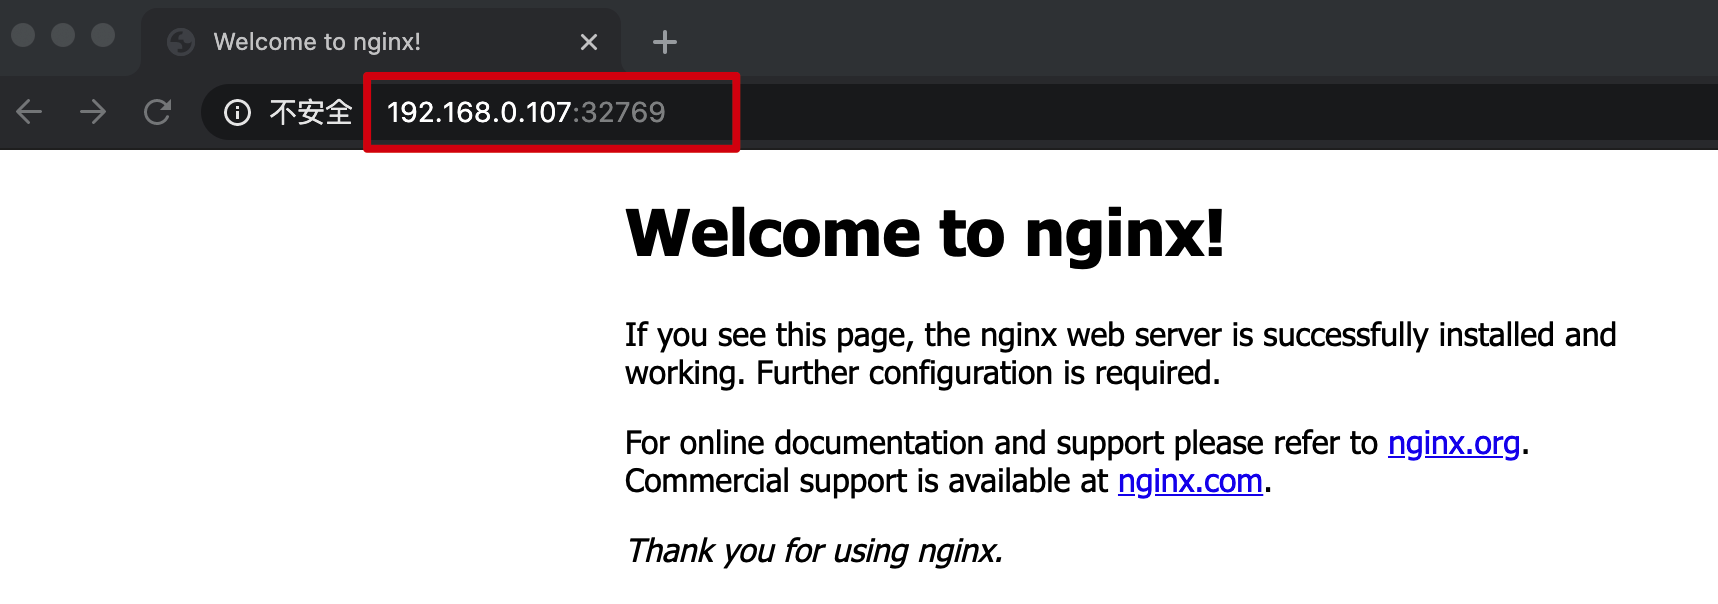 Welcome to nginx!
不安全 192.168.0.107:32769
Welcome to nginx!
If you see this page, the nginx web server is successfully installed and
working. Further configuration is required.
For online documentation and support please refer to nginx.org.
Commercial support is available at nginx.com.
Thank you for using nginx.